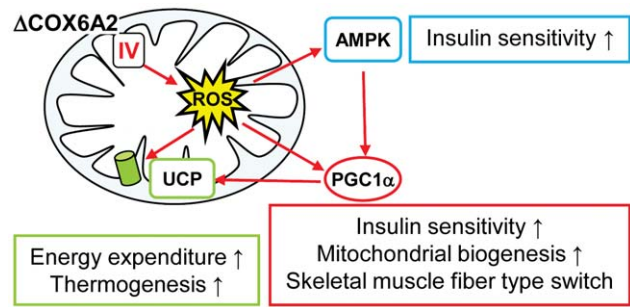 ΔCOX6A2
IV
ROS
AMPK
Insulin sensitivity ↑
UCP
PGC1α
Energy expenditure ↑
Thermogenesis ↑
Insulin sensitivity ↑
Mitochondrial biogenesis ↑
Skeletal muscle fiber type switch